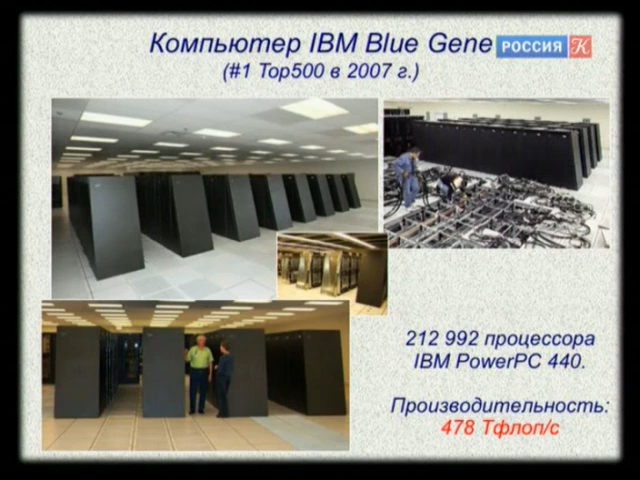 Компьютер IBM Blue Gene
РОССИЯ К
(#1 Top500 в 2007 г.)
212 992 процессора
IBM PowerPC 440.
Производительность:
478 Тфлоп/с